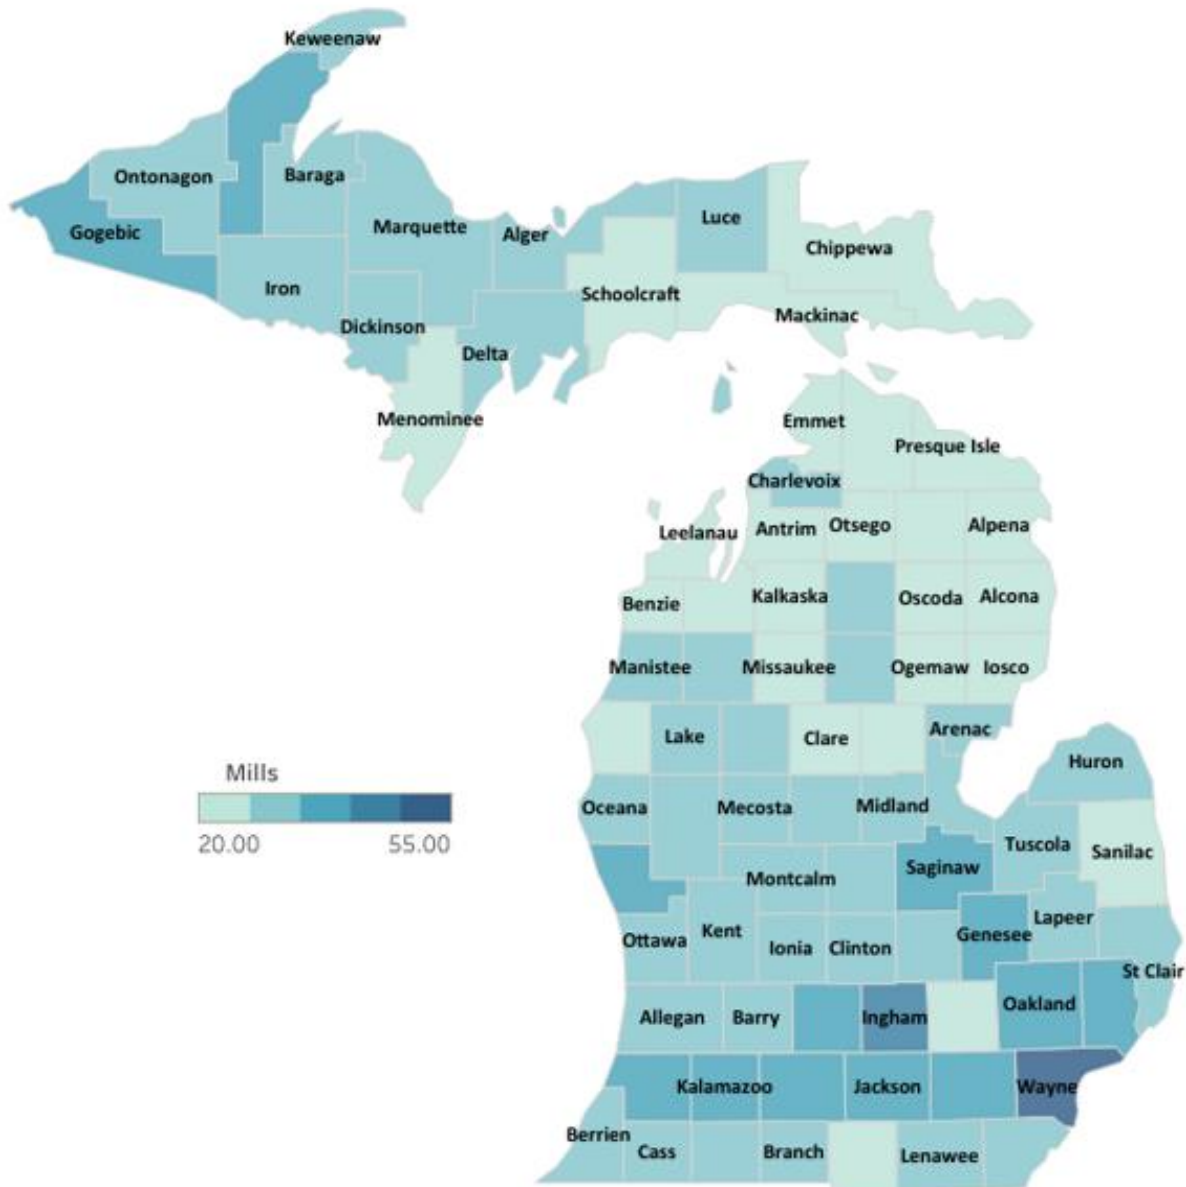 Keweenaw
Ontonagon
Baraga
Gogebic
Marquette
Alger
Luce
Chippewa
Iron
Schoolcraft
Mackinac
Dickinson
Delta
Menominee
Emmet
Presque Isle
Charlevoix
Leelanau
Antrim
Otsego
Alpena
Benzie
Kalkaska
Oscoda
Alcona
Manistee
Missaukee
Ogemaw
Iosco
Lake
Clare
Arenac
Huron
Mills
20.00 55.00
Oceana
Mecosta
Midland
Tuscola
Sanilac
Montcalm
Saginaw
Lapeer
Ottawa
Kent
Ionia
Clinton
Genesee
St Clair
Allegan
Barry
Ingham
Oakland
Kalamazoo
Jackson
Wayne
Berrien
Cass
Branch
Lenawee